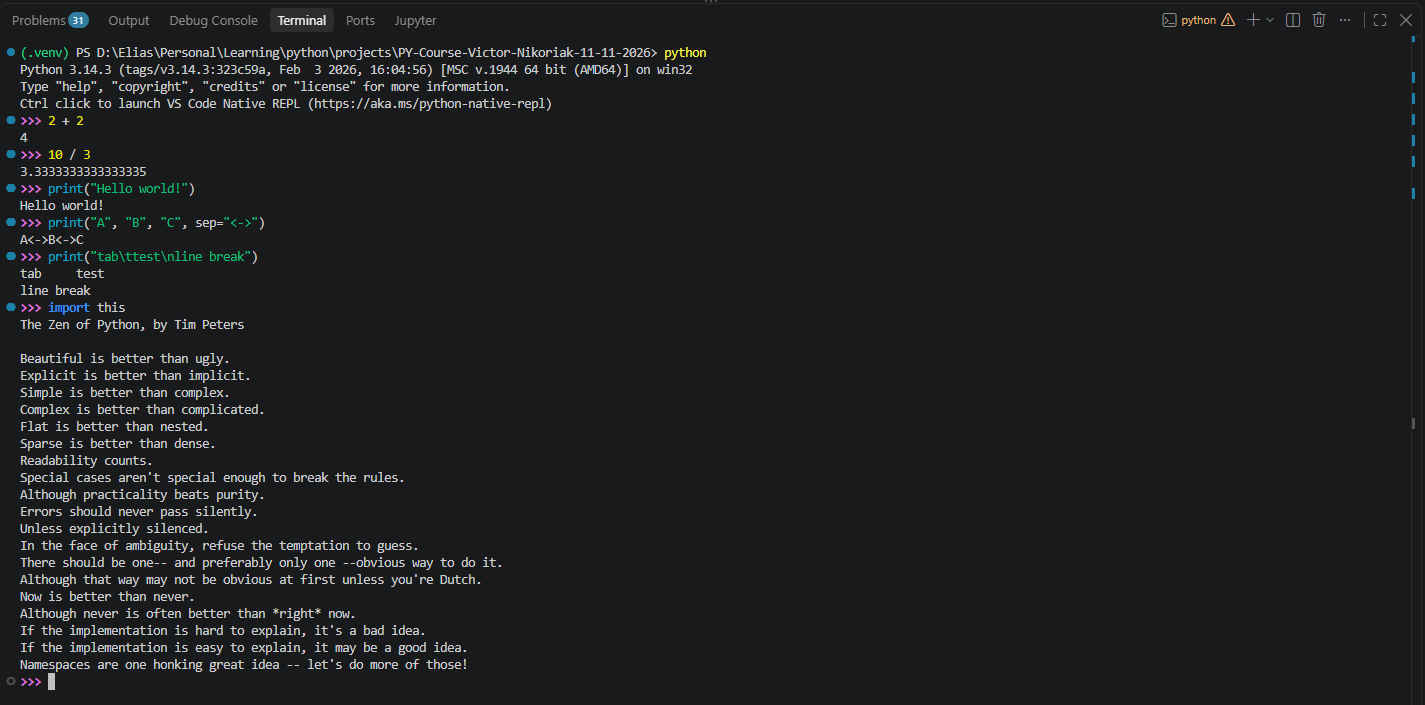 Problems 31 Output Debug Console Terminal Ports Jupyter python
(.venv) PS D:\Elias\Personal\Learning\python\projects\PY-Course-Victor-Nikoriak-11-11-2026> python
Python 3.14.3 (tags/v3.14.3:323c59a, Feb  3 2026, 16:04:56) [MSC v.1944 64 bit (AMD64)] on win32
Type "help", "copyright", "credits" or "license" for more information.
Ctrl click to launch VS Code Native REPL (https://aka.ms/python-native-repl)
>>> 2 + 2
4
>>> 10 / 3
3.3333333333333335
>>> print("Hello world!")
Hello world!
>>> print("A", "B", "C", sep="<->")
A<->B<->C
>>> print("tab\ttest\nline break")
tab     test
line break
>>> import this
The Zen of Python, by Tim Peters

Beautiful is better than ugly.
Explicit is better than implicit.
Simple is better than complex.
Complex is better than complicated.
Flat is better than nested.
Sparse is better than dense.
Readability counts.
Special cases aren't special enough to break the rules.
Although practicality beats purity.
Errors should never pass silently.
Unless explicitly silenced.
In the face of ambiguity, refuse the temptation to guess.
There should be one-- and preferably only one --obvious way to do it.
Although that way may not be obvious at first unless you're Dutch.
Now is better than never.
Although never is often better than *right* now.
If the implementation is hard to explain, it's a bad idea.
If the implementation is easy to explain, it may be a good idea.
Namespaces are one honking great idea -- let's do more of those!
>>>